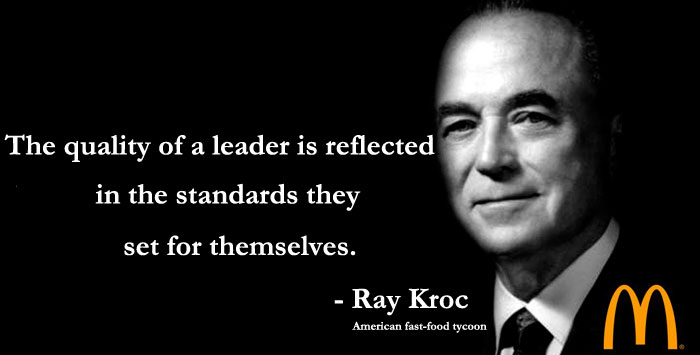 The quality of a leader is reflected
in the standards they
set for themselves.
- Ray Kroc
American fast-food tycoon